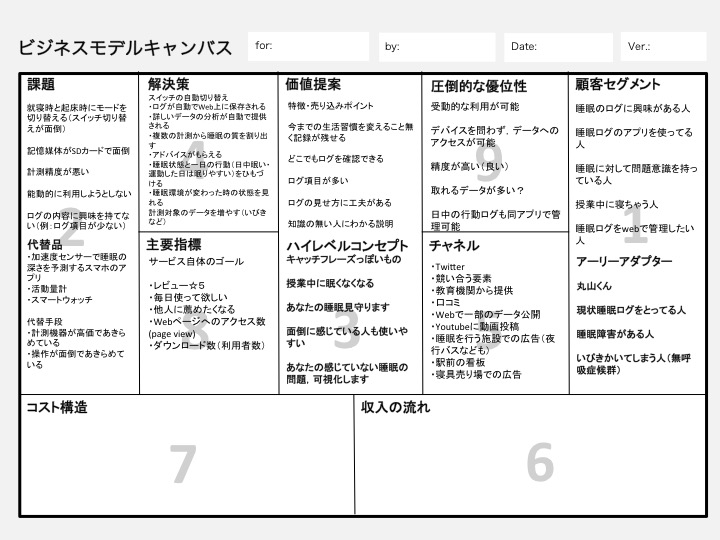 ビジネスモデルキャンバス
for:
by:
Date:
Ver.:
課題
就寝時と起床時にモードを
切り替える(スイッチ切り替
えが面倒)
記憶媒体がSDカードで面倒
計測精度が悪い
能動的に利用しようとしない
ログの内容に興味を持てな
い(例：ログ項目が少ない)
2
代替品
・加速度センサーで睡眠の
深さを予測するスマホのア
プリ
・活動量計
・スマートウォッチ
代替手段
・計測機器が高価であきら
めている
・操作が面倒であきらめて
いる
解決策
スイッチの自動切り替え
・ログが自動でWeb上に保存される
・詳しいデータの分析が自動で提供
される
・複数の計測から睡眠の質を割り出
す
・アドバイスがもらえる
・睡眠状態と一日の行動(日中眠い・
運動した日は眠りやすい)をひもづ
ける
・睡眠環境が変わった時の状態を見
れる
計測対象のデータを増やす(いびき
など)
4
主要指標
サービス自体のゴール
・レビュー☆５
・毎日使って欲しい
・他人に薦めたくなる
・Webページへのアクセス数
(page view)
・ダウンロード数(利用者数)
8
価値提案
特徴・売り込みポイント
今までの生活習慣を変えること無
く記録が残せる
どこでもログを確認できる
ログ項目が多い
ログの見せ方に工夫がある
知識の無い人にわかる説明
ハイレベルコンセプト
キャッチフレーズっぽいもの
授業中に眠くなくなる
あなたの睡眠見守ります
面倒に感じている人も使いや
すい
あなたの感じていない睡眠の
問題，可視化します
3
圧倒的な優位性
受動的な利用が可能
デバイスを問わず，データへの
アクセスが可能
精度が高い(良い)
取れるデータが多い？
日中の行動ログも同アプリで管
理可能
9
チャネル
・Twitter
・競い合う要素
・教育機関から提供
・口コミ
・Webで一部のデータ公開
・Youtubeに動画投稿
・睡眠を行う施設での広告(夜
行バスなども)
・駅前の看板
・寝具売り場での広告
顧客セグメント
睡眠のログに興味がある人
睡眠ログのアプリを使ってる
人
睡眠に対して問題意識を持っ
ている人
授業中に寝ちゃう人
睡眠ログをwebで管理したい
人
1
アーリーアダプター
丸山くん
現状睡眠ログをとってる人
睡眠障害がある人
いびきかいてしまう人(無呼
吸症候群)
コスト構造
7
収入の流れ
6